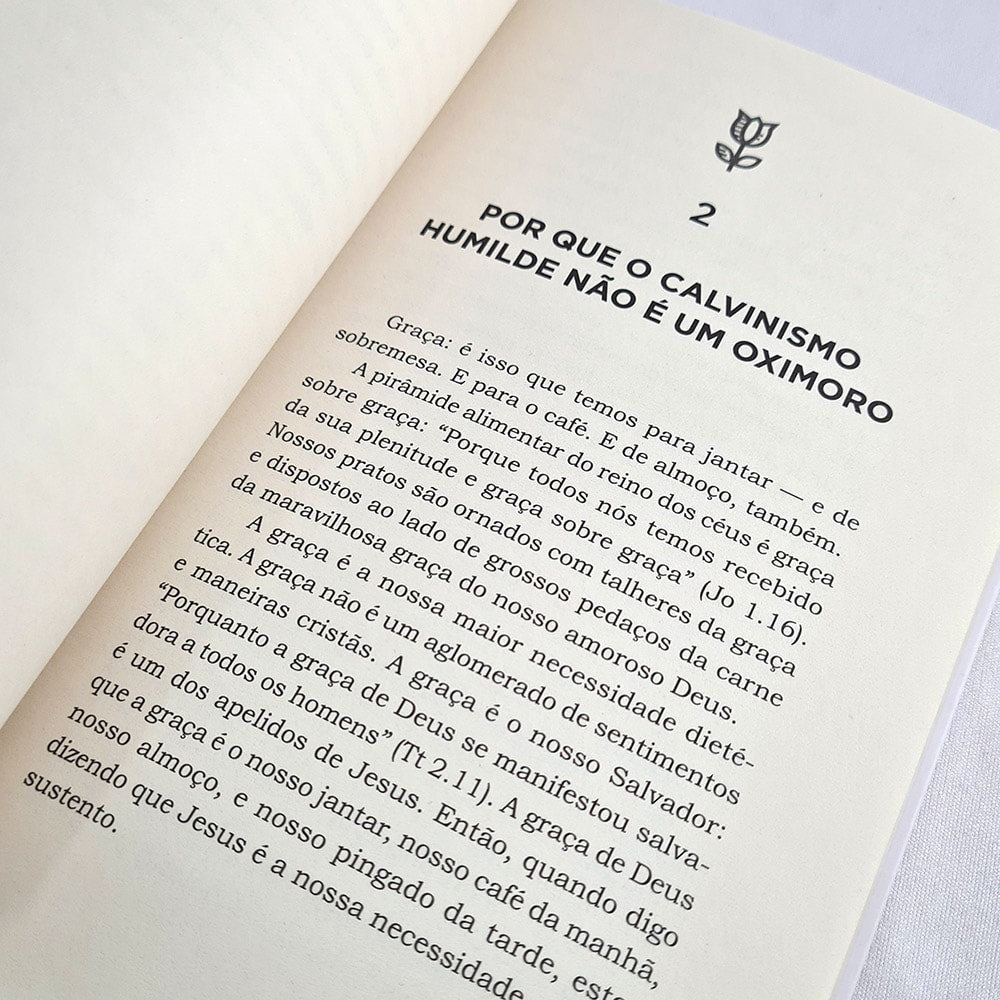 2
POR QUE O CALVINISMO
HUMILDE NÃO É UM OXIMORO
Graça: é isso que temos para jantar — e de
sobremesa. E para o café. E de almoço, também.
A pirâmide alimentar do reino dos céus é graça
sobre graça: “Porque todos nós temos recebido
da sua plenitude e graça sobre graça” (Jo 1.16).
Nossos pratos são ornados com talheres da graça
e dispostos ao lado de grossos pedaços da carne
da maravilhosa graça do nosso amoroso Deus.
A graça é a nossa maior necessidade dieté-
tica. A graça não é um aglomerado de sentimentos
e maneiras cristãs. A graça é o nosso Salvador:
“Porquanto a graça de Deus se manifestou salva-
dora a todos os homens” (Tt 2.11). A graça de Deus
é um dos apelidos de Jesus. Então, quando digo
que a graça é o nosso jantar, nosso café da manhã,
nosso almoço, e nosso pingado da tarde, estou
dizendo que Jesus é a nossa necessidade
sustento.